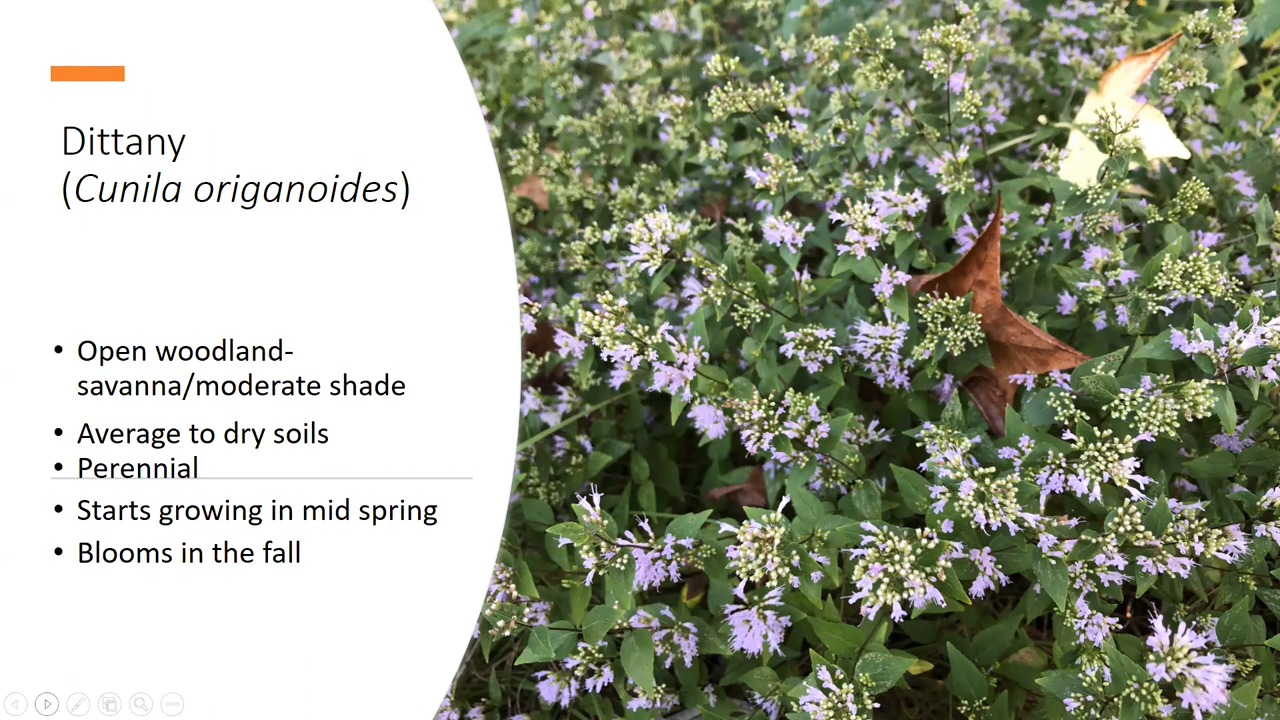 Dittany
(Cunila origanoides)
• Open woodland-
savanna/moderate shade
• Average to dry soils
• Perennial
• Starts growing in mid spring
• Blooms in the fall